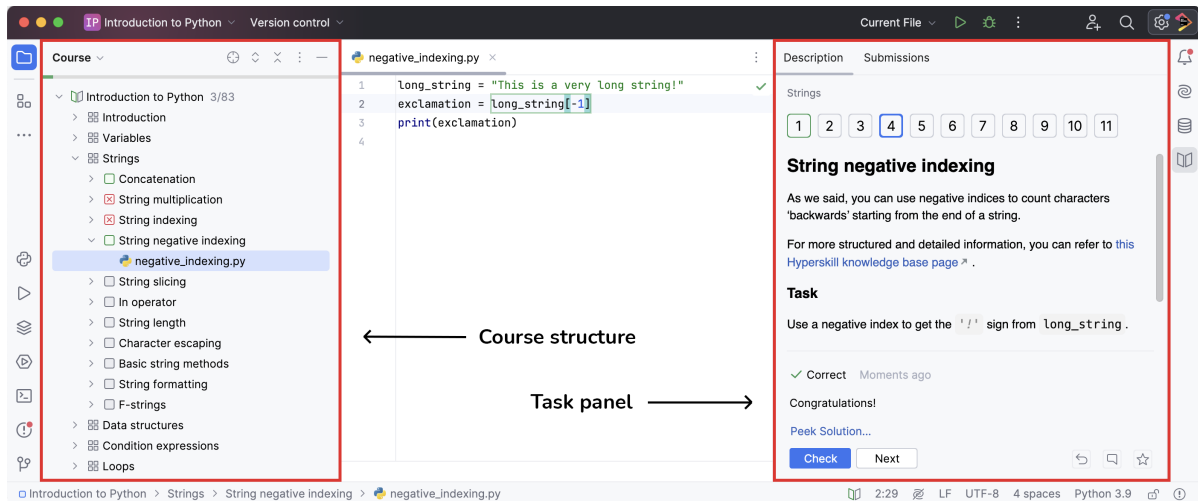 IP Introduction to Python Version control Current File
Course
Introduction to Python 3/83
Introduction
Variables
Strings
Concatenation
String multiplication
String indexing
String negative indexing
negative_indexing.py
String slicing
In operator
String length
Character escaping
Basic string methods
String formatting
F-strings
Data structures
Condition expressions
Loops
negative_indexing.py
1 long_string = "This is a very long string!"
2 exclamation = long_string[-1]
3 print(exclamation)
4
Course structure
Task panel
Description Submissions
Strings
1 2 3 4 5 6 7 8 9 10 11
String negative indexing
As we said, you can use negative indices to count characters
‘backwards’ starting from the end of a string.
For more structured and detailed information, you can refer to this
Hyperskill knowledge base page↗ .
Task
Use a negative index to get the '!' sign from long_string .
Correct Moments ago
Congratulations!
Peek Solution...
Check Next
Introduction to Python > Strings > String negative indexing > negative_indexing.py 2:29 LF UTF-8 4 spaces Python 3.9